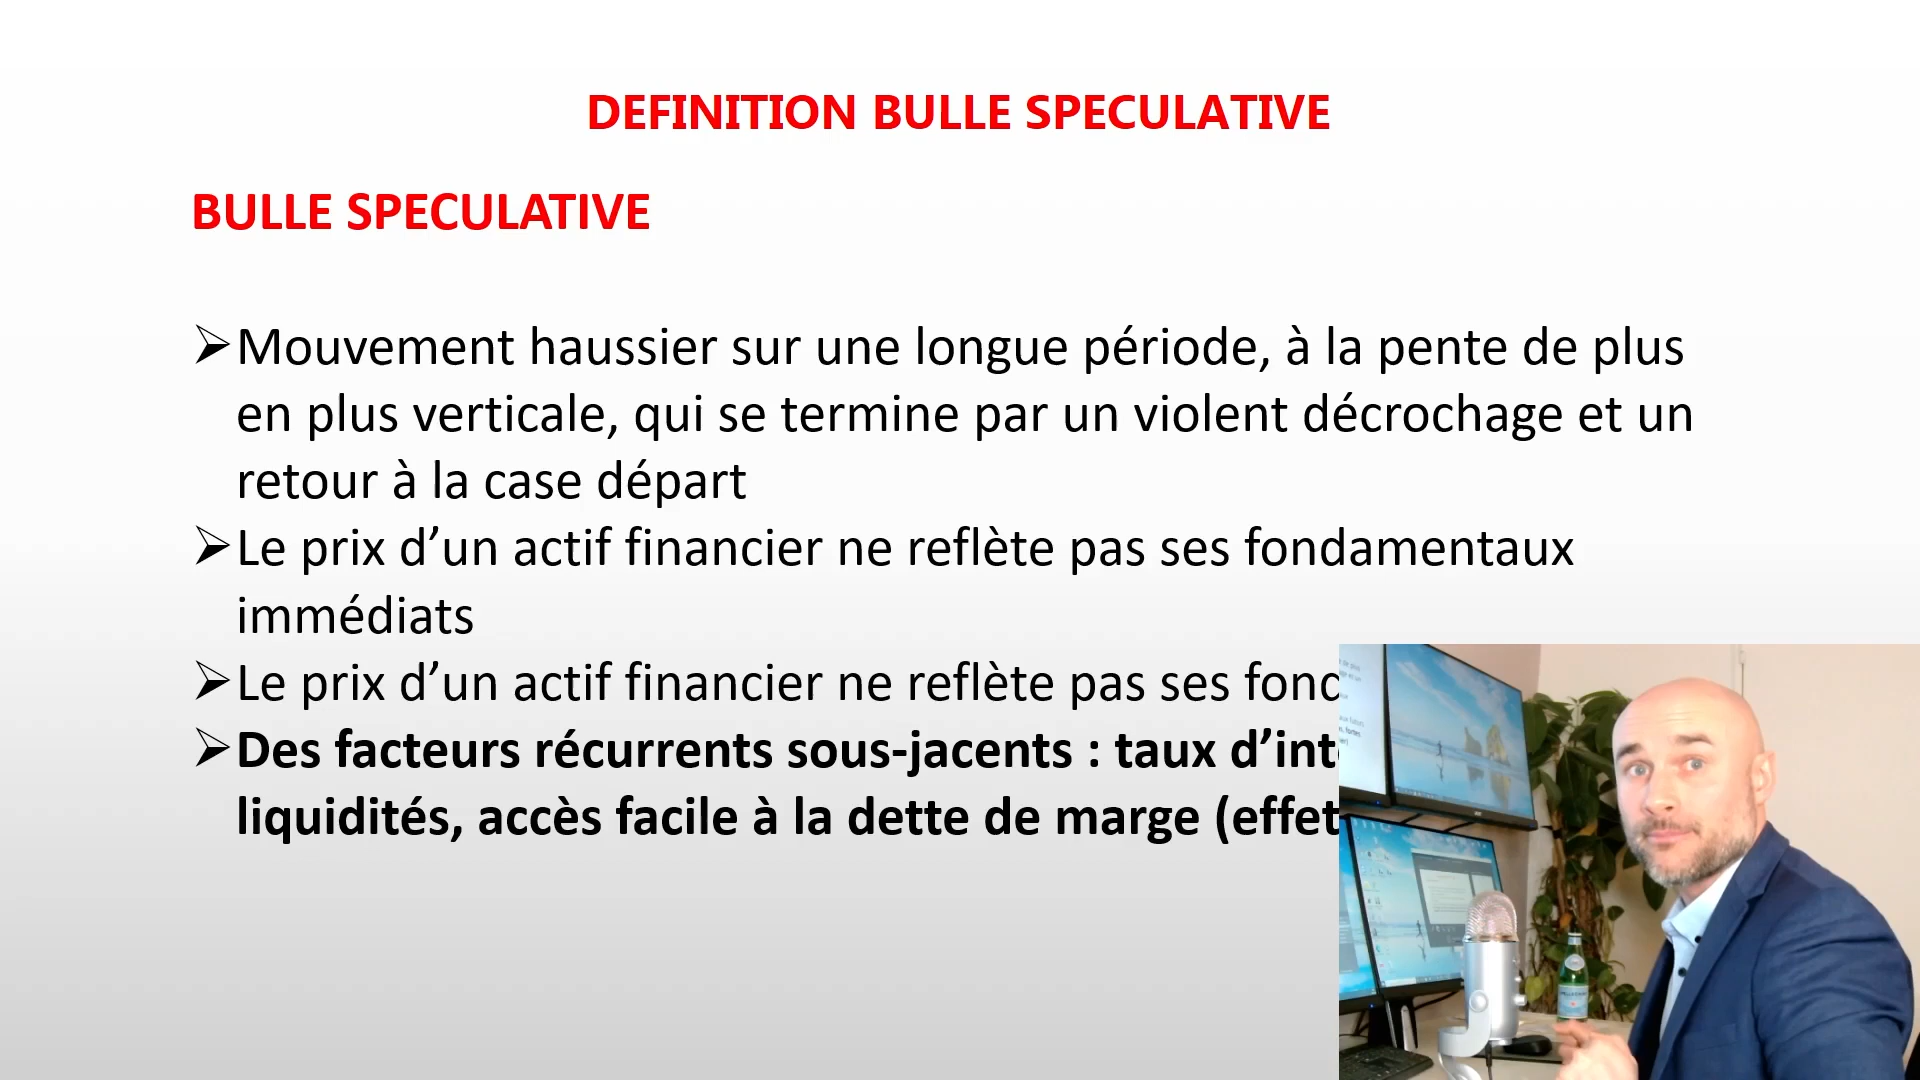 DEFINITION BULLE SPECULATIVE
BULLE SPECULATIVE
➢Mouvement haussier sur une longue période, à la pente de plus
en plus verticale, qui se termine par un violent décrochage et un
retour à la case départ
➢Le prix d’un actif financier ne reflète pas ses fondamentaux
immédiats
➢Le prix d’un actif financier ne reflète pas ses fond
➢Des facteurs récurrents sous-jacents : taux d’int
liquidités, accès facile à la dette de marge (effet